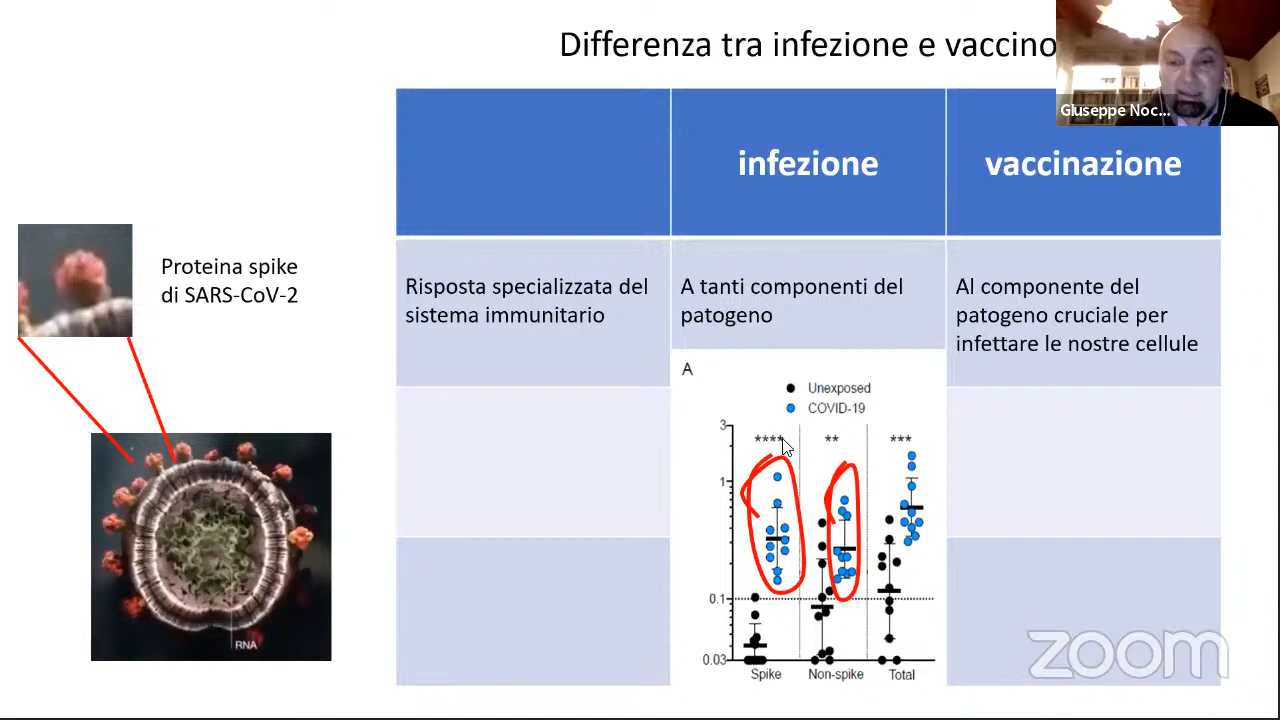 Differenza tra infezione e vaccino
Giuseppe Noc...
infezione
vaccinazione
Proteina spike
di SARS-CoV-2
Risposta specializzata del
sistema immunitario
A tanti componenti del
patogeno
Al componente del
patogeno cruciale per
infettare le nostre cellule
A
Unexposed
COVID-19
3
**** ** ***
1
0.1
0.03
Spike Non-spike Total
RNA
zoom